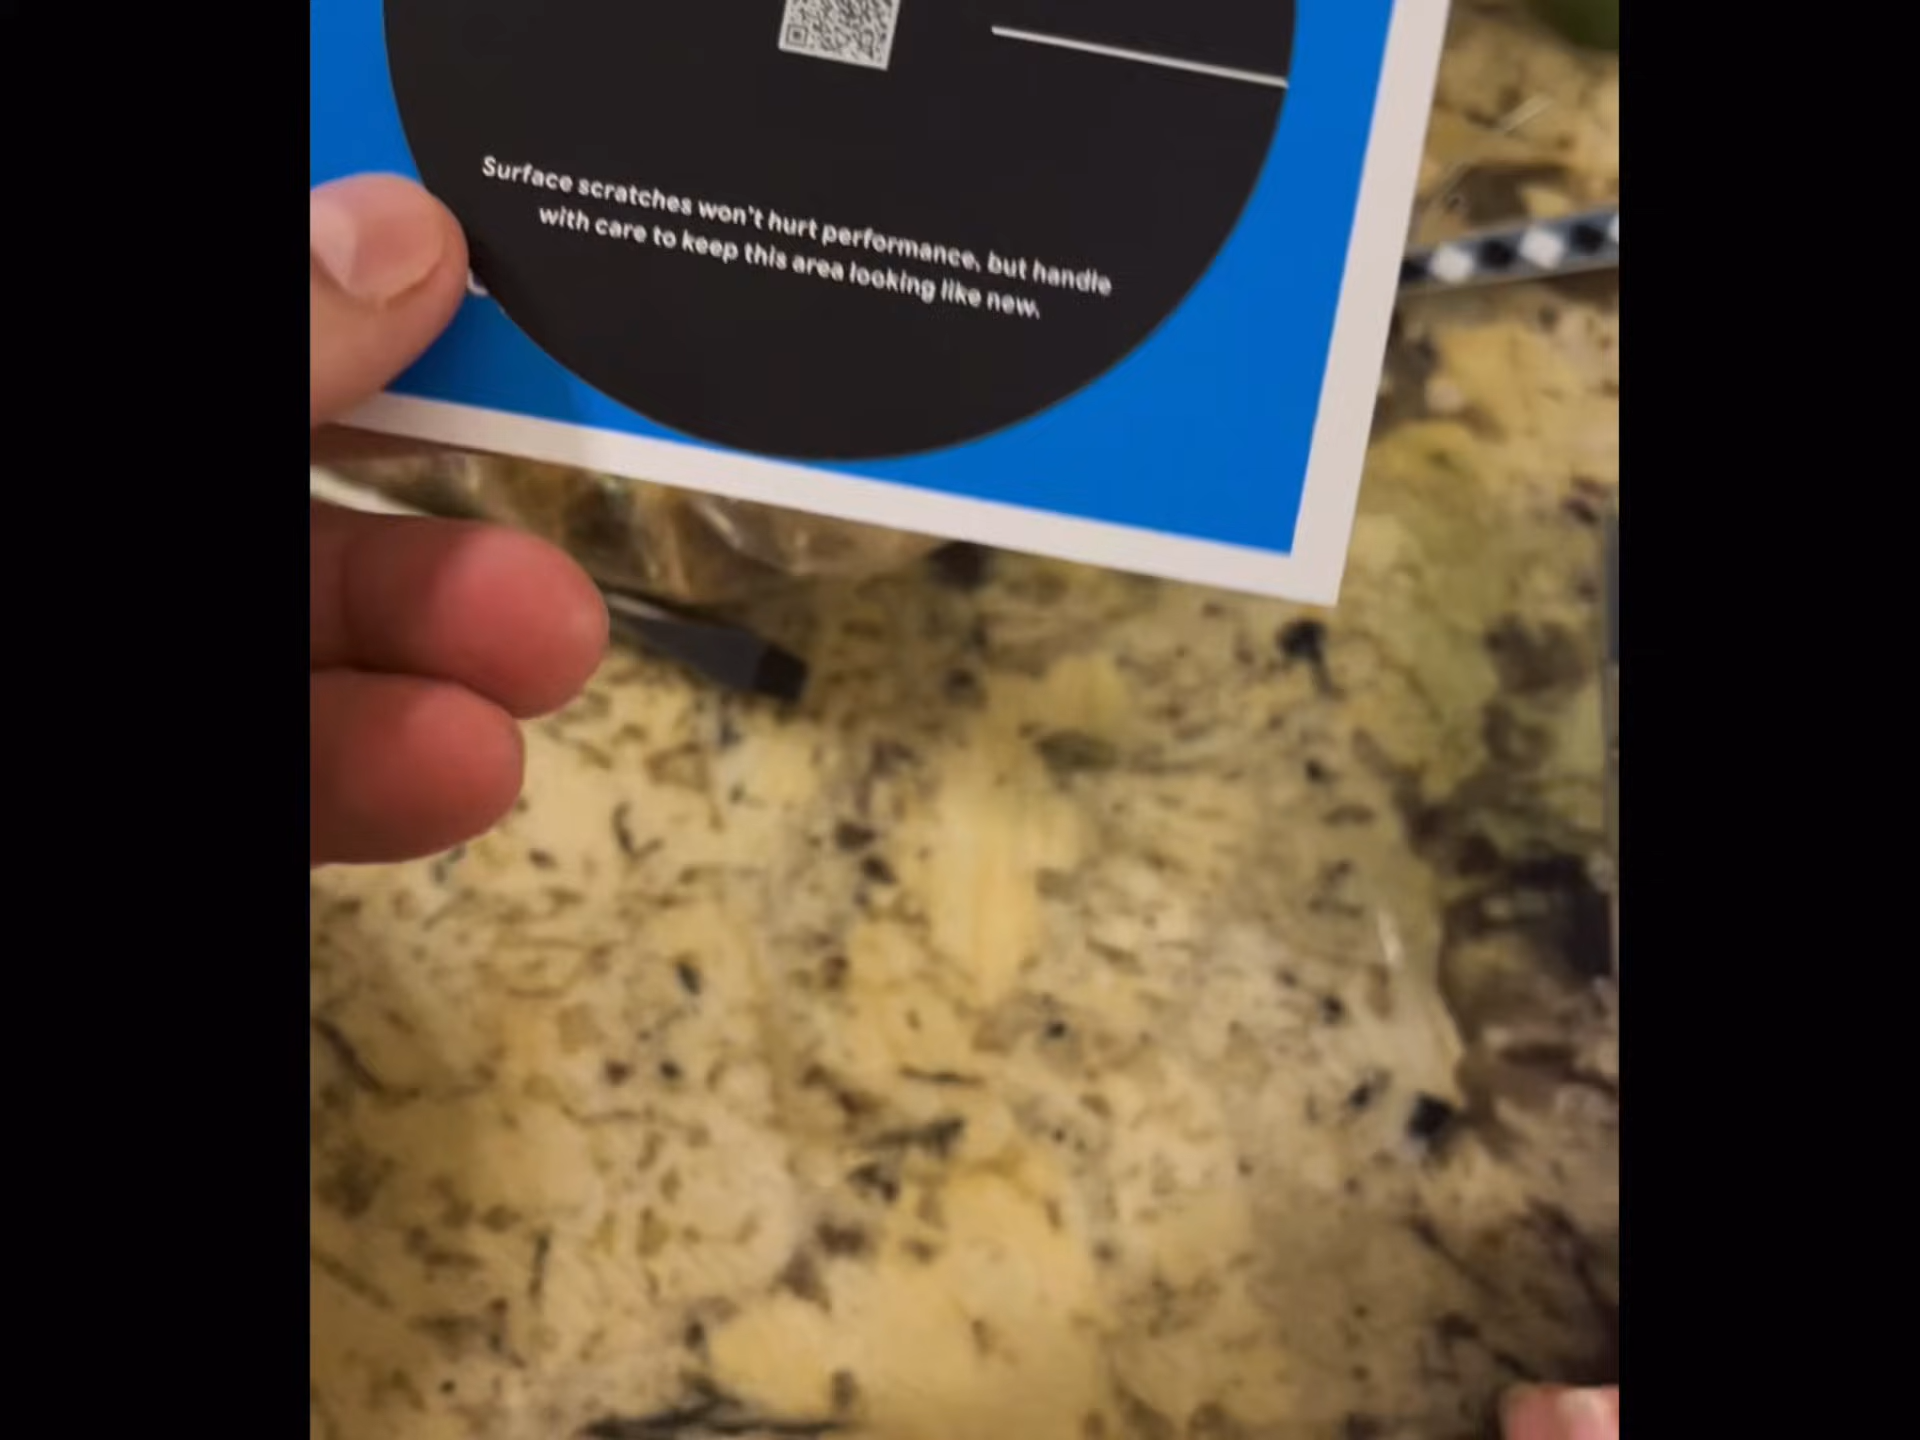 Surface scratches won't hurt performance, but handle
with care to keep this area looking like new.